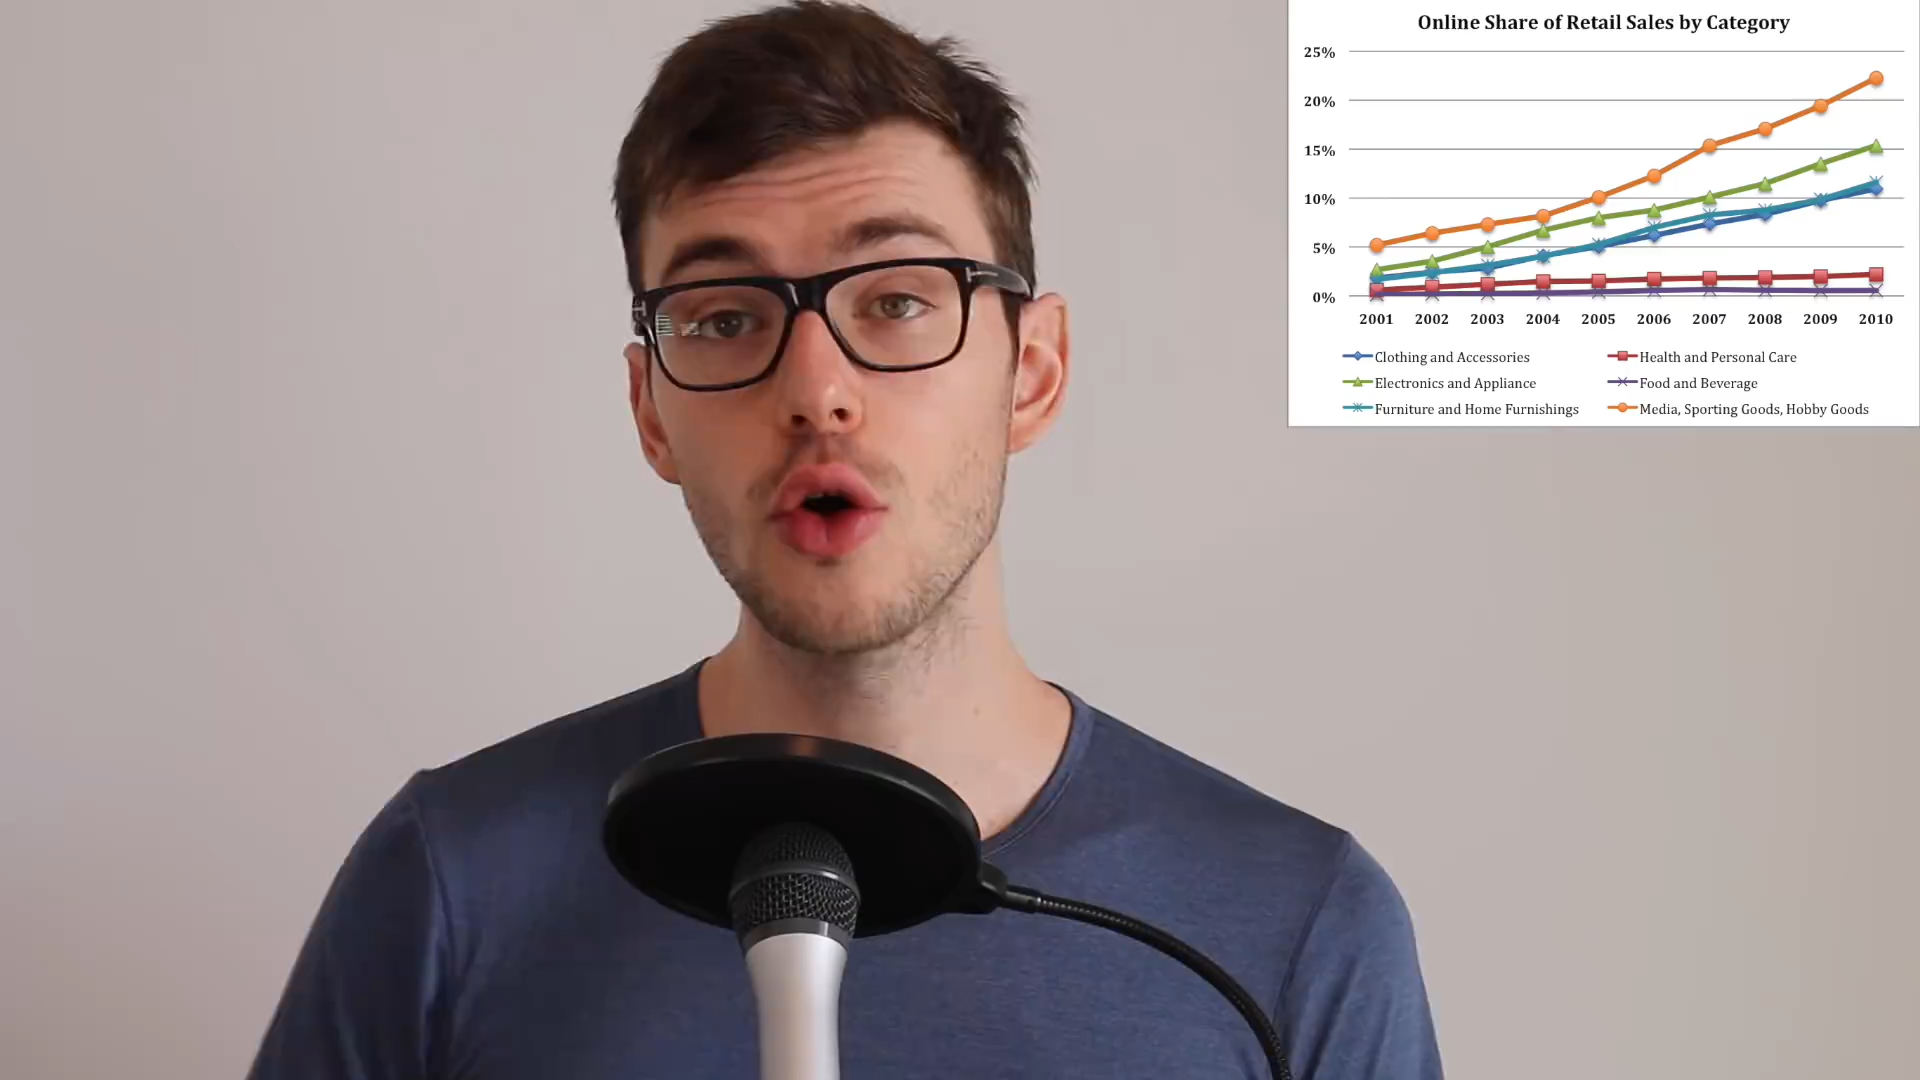 Online Share of Retail Sales by Category
25%
20%
15%
10%
5%
0%
2001 2002 2003 2004 2005 2006 2007 2008 2009 2010
Clothing and Accessories Health and Personal Care
Electronics and Appliance Food and Beverage
Furniture and Home Furnishings Media, Sporting Goods, Hobby Goods